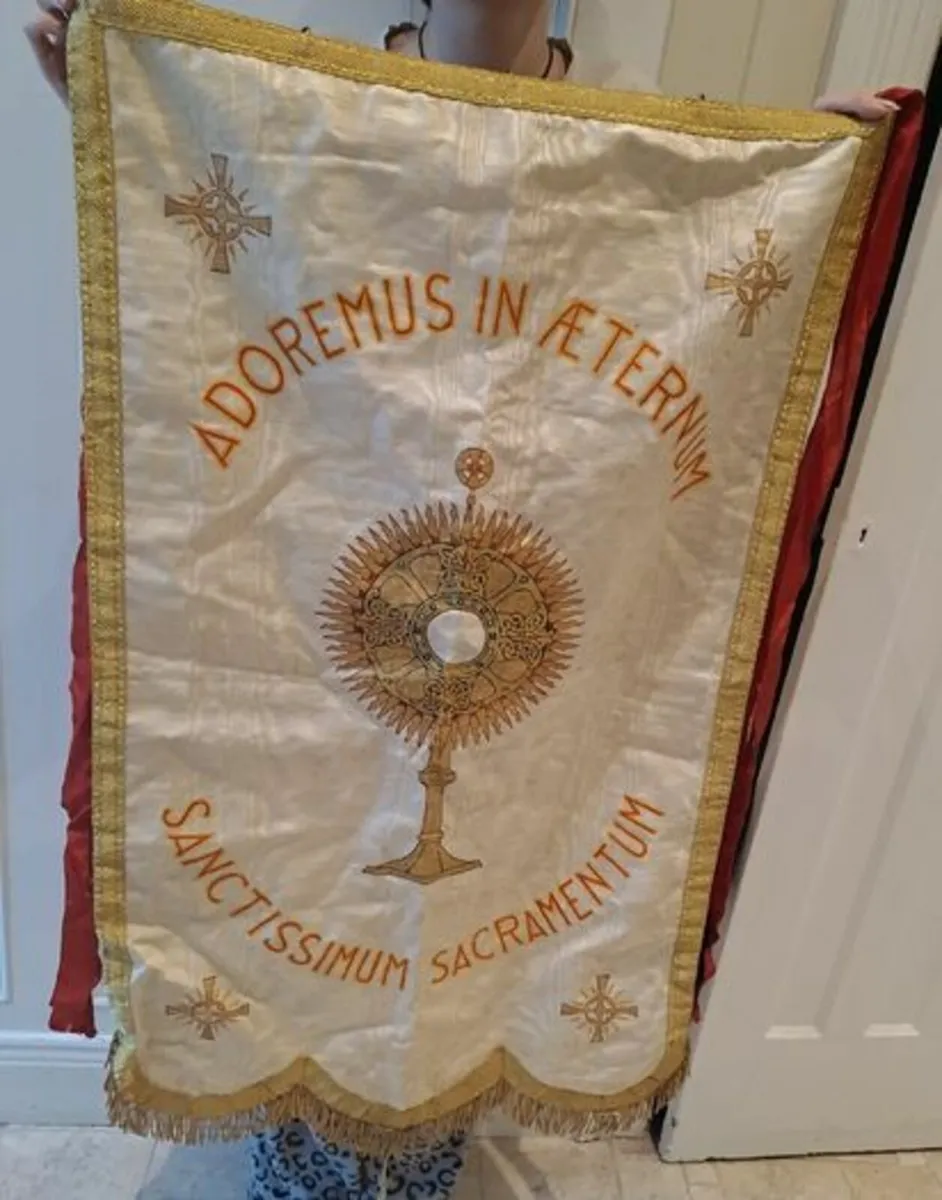 ADOREMUS IN ÆTERNUM
SANCTISSIMUM SACRAMENTUM